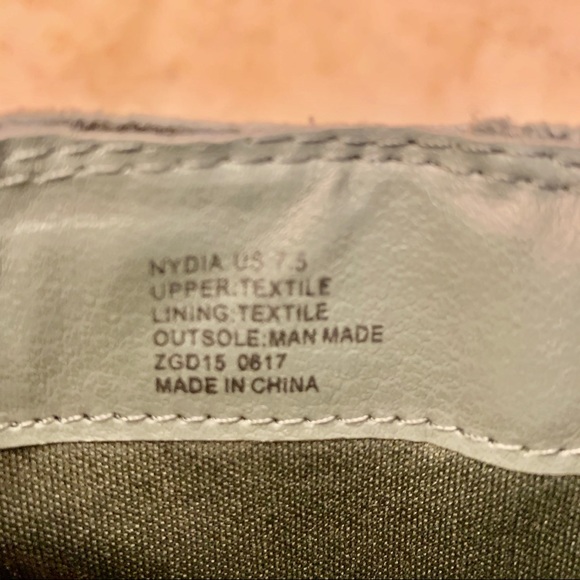 NYDIA US 7.5
UPPER:TEXTILE
LINING:TEXTILE
OUTSOLE:MAN MADE
ZGD15 0617
MADE IN CHINA